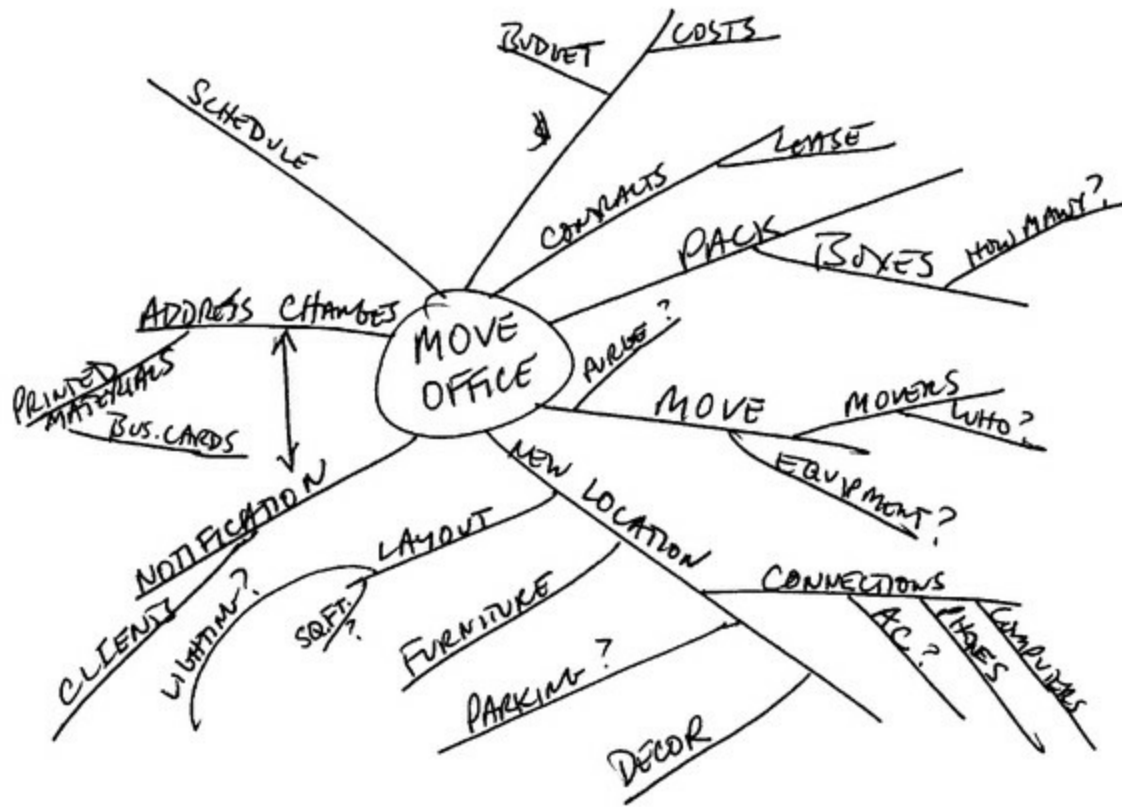 MOVE
OFFICE
SCHEDULE
$
BUDGET
COSTS
CONTRACTS
LEASE
PACK
BOXES
HOW MANY?
MOVE
PURGE?
MOVERS
WHO?
EQUIPMENT?
NEW LOCATION
CONNECTIONS
AC?
PHONES
COMPUTERS
DECOR
PARKING?
FURNITURE
LAYOUT
SQ.FT.
?
LIGHTING?
NOTIFICATION
CLIENTS
ADDRESS CHANGES
PRINTED
MATERIALS
BUS. CARDS